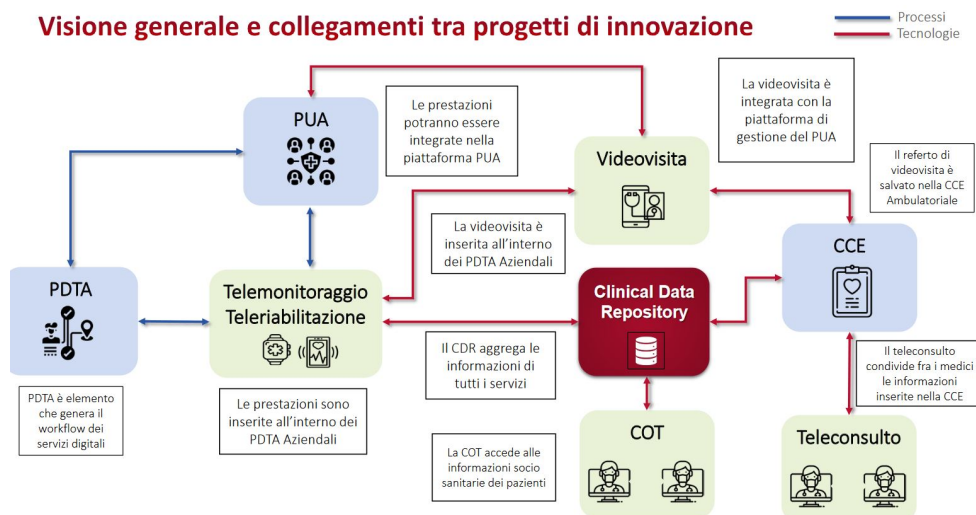 Visione generale e collegamenti tra progetti di innovazione
Processi
Tecnologie
PUA
Le prestazioni
potranno essere
integrate nella
piattaforma PUA
La videovisita è
integrata con la
piattaforma di
gestione del PUA
Videovisita
Il referto di
videovisita è
salvato nella CCE
Ambulatoriale
La videovisita è
inserita all'interno
dei PDTA Aziendali
CCE
PDTA
Telemonitoraggio
Teleriabilitazione
Clinical Data
Repository
Il CDR aggrega le
informazioni di
tutti i servizi
Il teleconsulto
condivide fra i medici
le informazioni
inserite nella CCE
PDTA è elemento
che genera il
workflow dei
servizi digitali
Le prestazioni sono
inserite all'interno dei
PDTA Aziendali
COT
La COT accede alle
informazioni socio
sanitarie dei pazienti
Teleconsulto